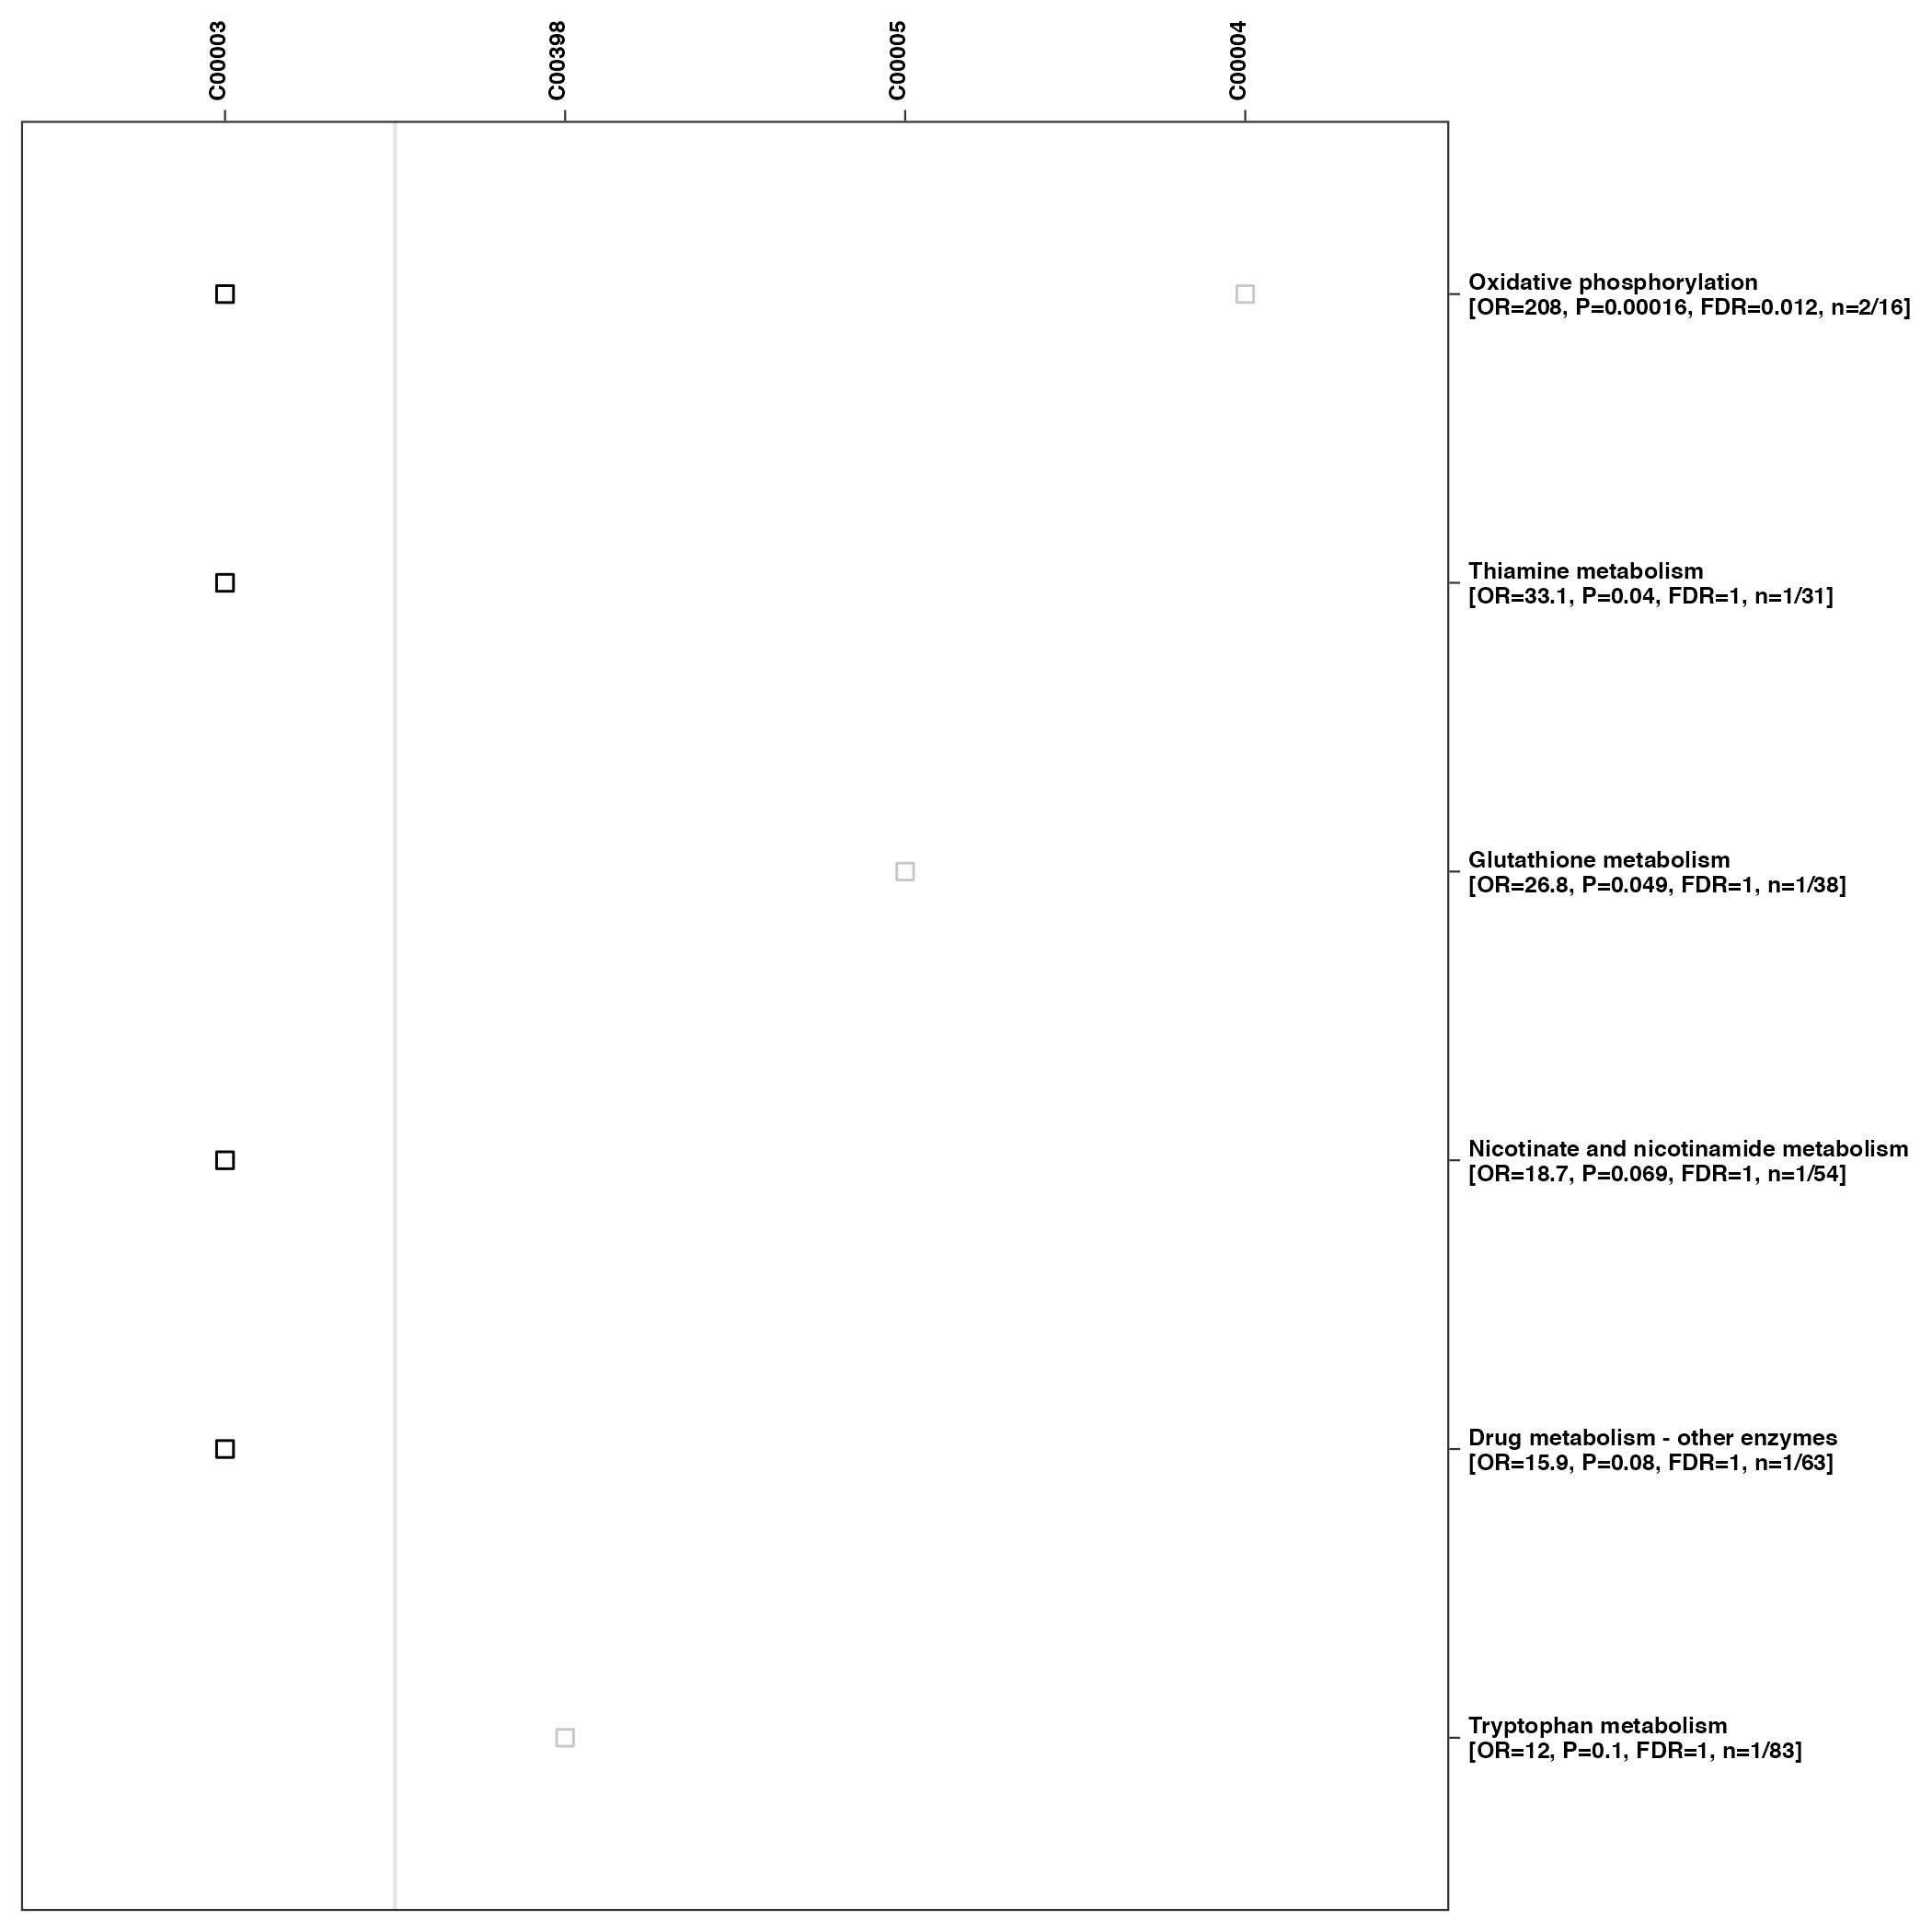 C00003
C00398
C00005
C00004
Oxidative phosphorylation
[OR=208, P=0.00016, FDR=0.012, n=2/16]
Thiamine metabolism
[OR=33.1, P=0.04, FDR=1, n=1/31]
Glutathione metabolism
[OR=26.8, P=0.049, FDR=1, n=1/38]
Nicotinate and nicotinamide metabolism
[OR=18.7, P=0.069, FDR=1, n=1/54]
Drug metabolism - other enzymes
[OR=15.9, P=0.08, FDR=1, n=1/63]
Tryptophan metabolism
[OR=12, P=0.1, FDR=1, n=1/83]